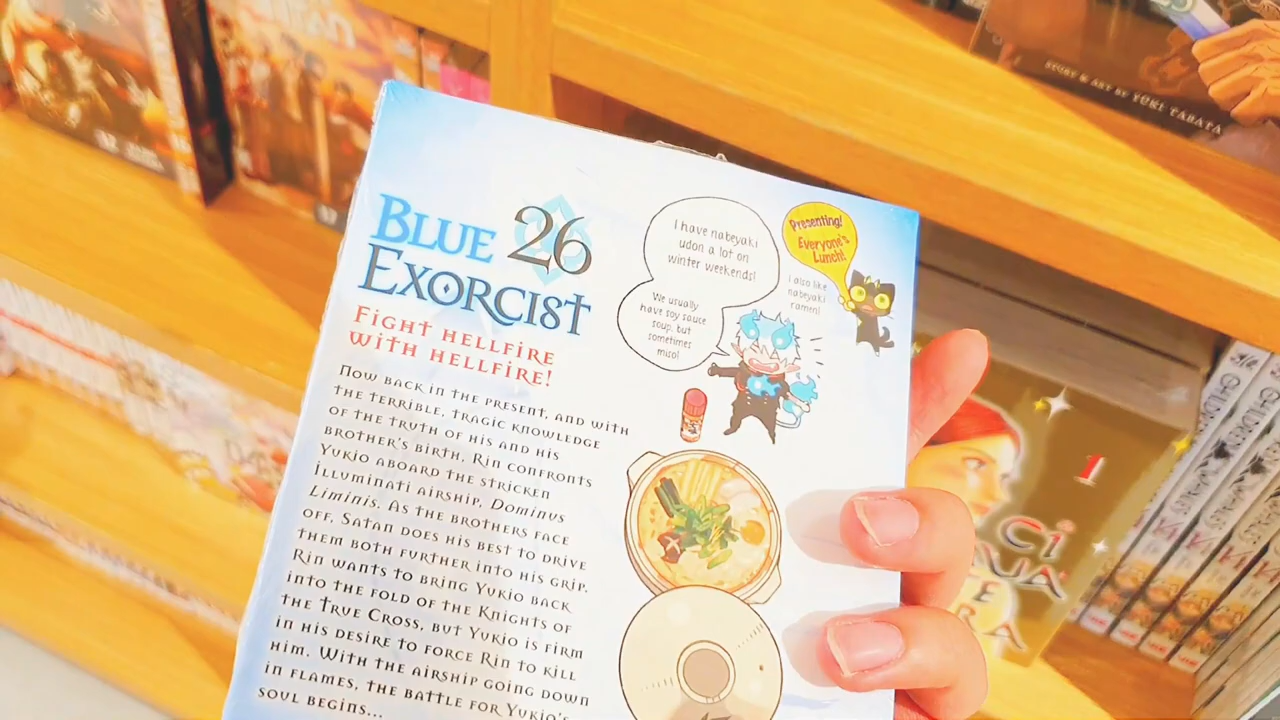 BLUE 26
EXORCIST
FIGHT HELLFIRE
WITH HELLFIRE!
NOW BACK IN THE PRESENT, AND WITH
THE TERRIBLE, TRAGIC KNOWLEDGE
OF THE TRUTH OF HIS AND HIS
BROTHER'S BIRTH, RIN CONFRONTS
YUKIO ABOARD THE STRICKEN
ILLUMINATI AIRSHIP, DOMINUS
LIMINIS. AS THE BROTHERS FACE
OFF, SATAN DOES HIS BEST TO DRIVE
THEM BOTH FURTHER INTO HIS GRIP.
RIN WANTS TO BRING YUKIO BACK
INTO THE FOLD OF THE KNIGHTS OF
THE TRUE CROSS, BUT YUKIO IS FIRM
IN HIS DESIRE TO FORCE RIN TO KILL
HIM. WITH THE AIRSHIP GOING DOWN
IN FLAMES, THE BATTLE FOR YUKIO'S
SOUL BEGINS...
I have nabeyaki
udon a lot on
winter weekends!
We usually
have soy sauce
soup, but
sometimes
miso!
Presenting!
Everyone's
Lunch!
I also like
nabeyaki
ramen!
STORY & ART BY YUKI TABATA
1